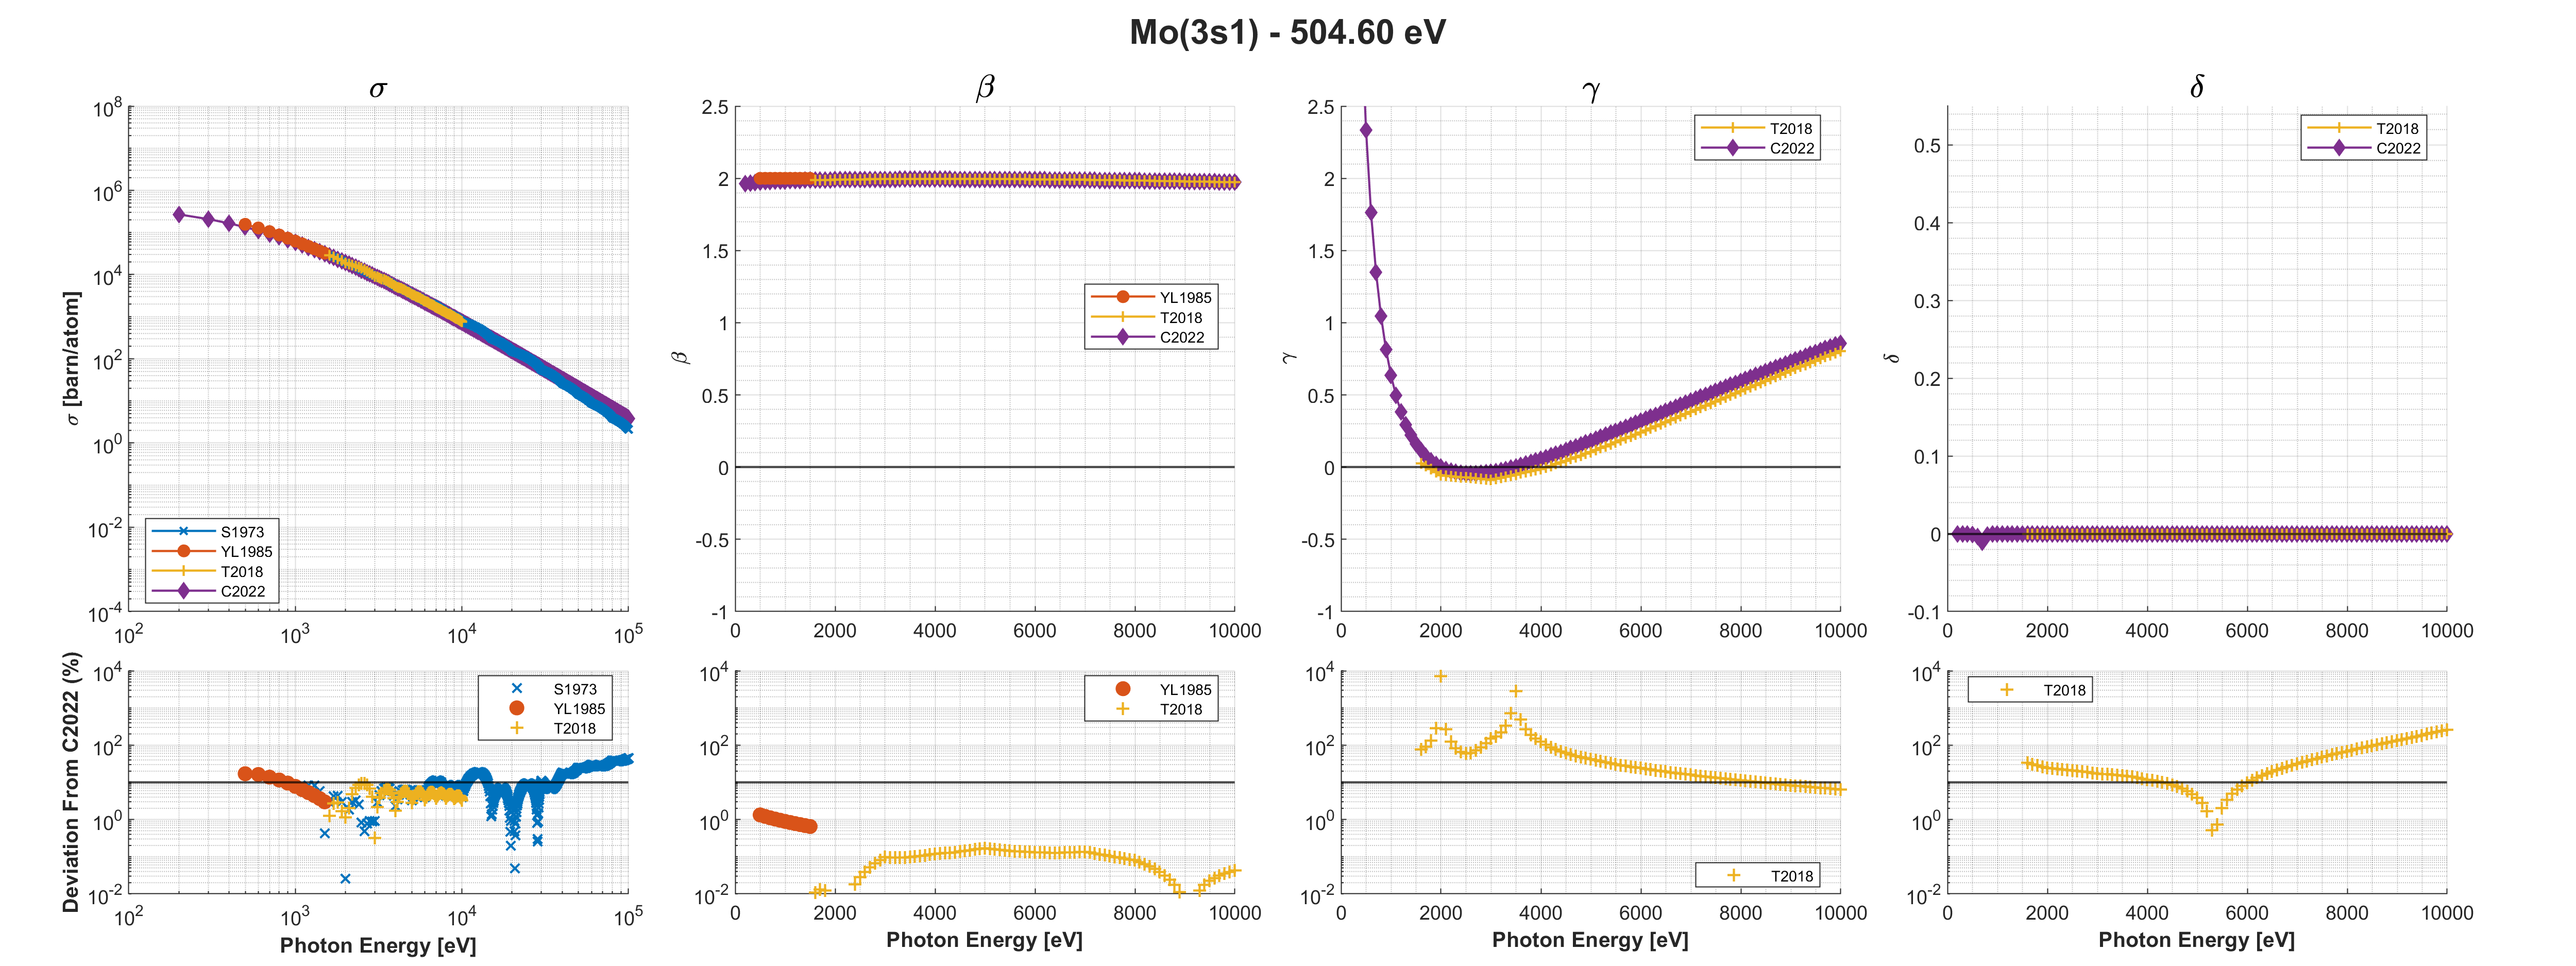 Mo(3s1) - 504.60 eV
σ
10^8
10^6
10^4
10^2
10^0
10^-2
10^-4
σ [barn/atom]
S1973
YL1985
T2018
C2022
10^2
10^3
10^4
10^5
β
2.5
2
1.5
1
0.5
0
-0.5
-1
β
YL1985
T2018
C2022
0
2000
4000
6000
8000
10000
γ
2.5
2
1.5
1
0.5
0
-0.5
-1
γ
T2018
C2022
0
2000
4000
6000
8000
10000
δ
0.5
0.4
0.3
0.2
0.1
0
-0.1
δ
T2018
C2022
0
2000
4000
6000
8000
10000
Deviation From C2022 (%)
10^4
10^2
10^0
10^-2
S1973
YL1985
T2018
10^2
10^3
10^4
10^5
Photon Energy [eV]
10^4
10^2
10^0
10^-2
YL1985
T2018
0
2000
4000
6000
8000
10000
Photon Energy [eV]
10^4
10^2
10^0
10^-2
T2018
0
2000
4000
6000
8000
10000
Photon Energy [eV]
10^4
10^2
10^0
10^-2
T2018
0
2000
4000
6000
8000
10000
Photon Energy [eV]